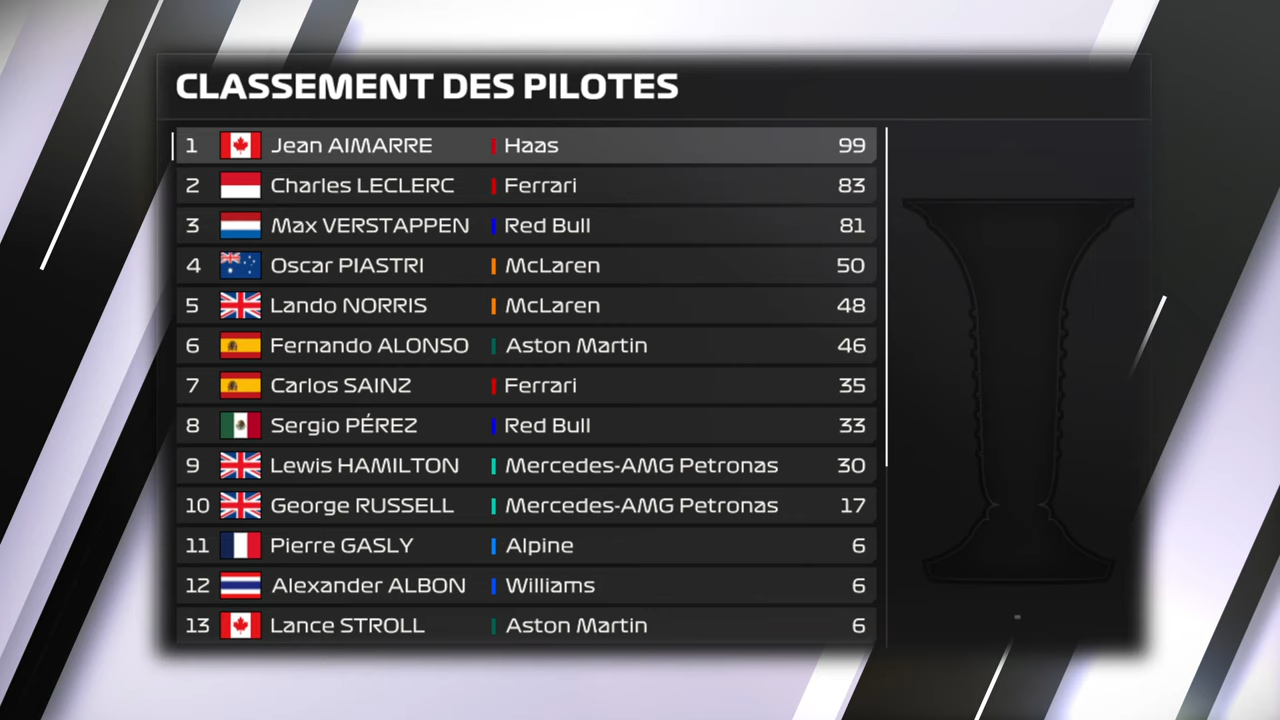 CLASSEMENT DES PILOTES
1 Jean AIMARRE Haas 99
2 Charles LECLERC Ferrari 83
3 Max VERSTAPPEN Red Bull 81
4 Oscar PIASTRI McLaren 50
5 Lando NORRIS McLaren 48
6 Fernando ALONSO Aston Martin 46
7 Carlos SAINZ Ferrari 35
8 Sergio PÉREZ Red Bull 33
9 Lewis HAMILTON Mercedes-AMG Petronas 30
10 George RUSSELL Mercedes-AMG Petronas 17
11 Pierre GASLY Alpine 6
12 Alexander ALBON Williams 6
13 Lance STROLL Aston Martin 6